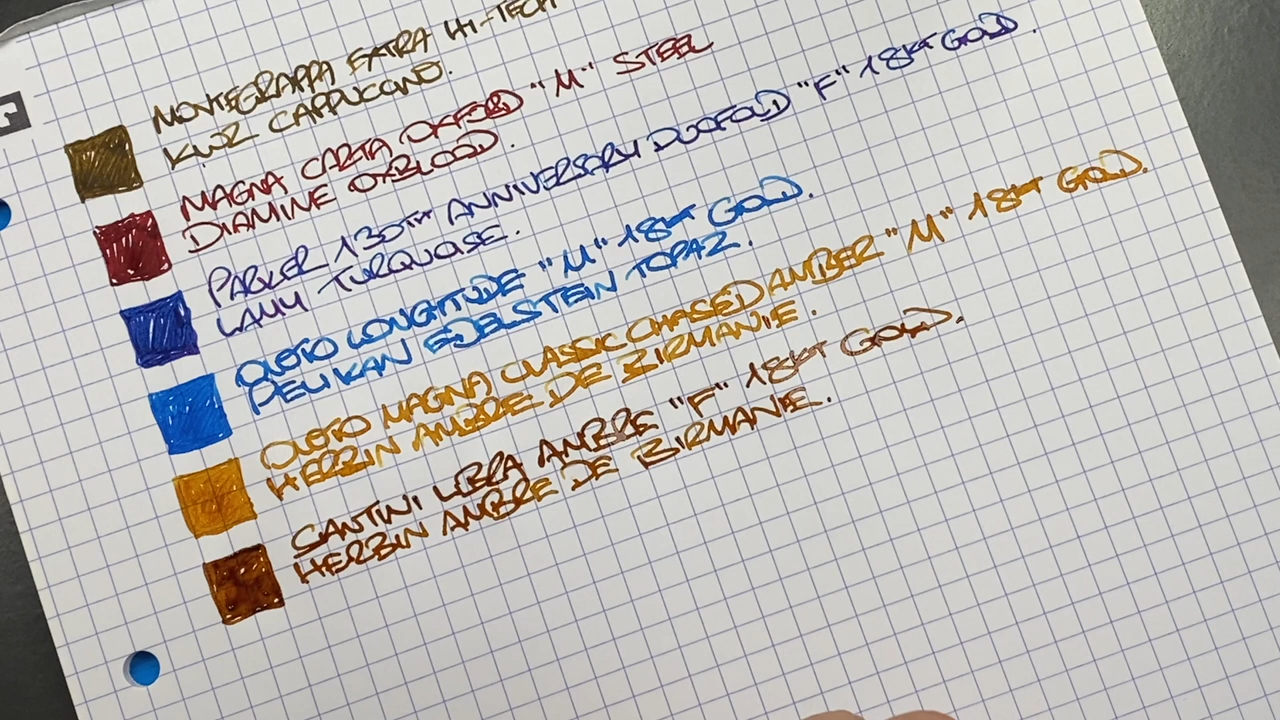 MONTEGRAPPA EXTRA HI-TECH
KWZ CAPPUCCINO.
MAGNA CARTA OXFORD "M" STEEL
DIAMINE OXBLOOD.
PARKER 130TH ANNIVERSARY DUOFOLD "F" 18KT GOLD.
LAMY TURQUOISE.
OLOTO LONGITUDE "M" 18KT GOLD.
PELIKAN EDELSTEIN TOPAZ.
OLOTO MAGNA CLASSIC CHASED AMBER "M" 18KT GOLD.
HERBIN AMBRE DE BIRMANIE.
SANTINI LIBRA AMBRE "F" 18KT GOLD.
HERBIN AMBRE DE BIRMANIE.